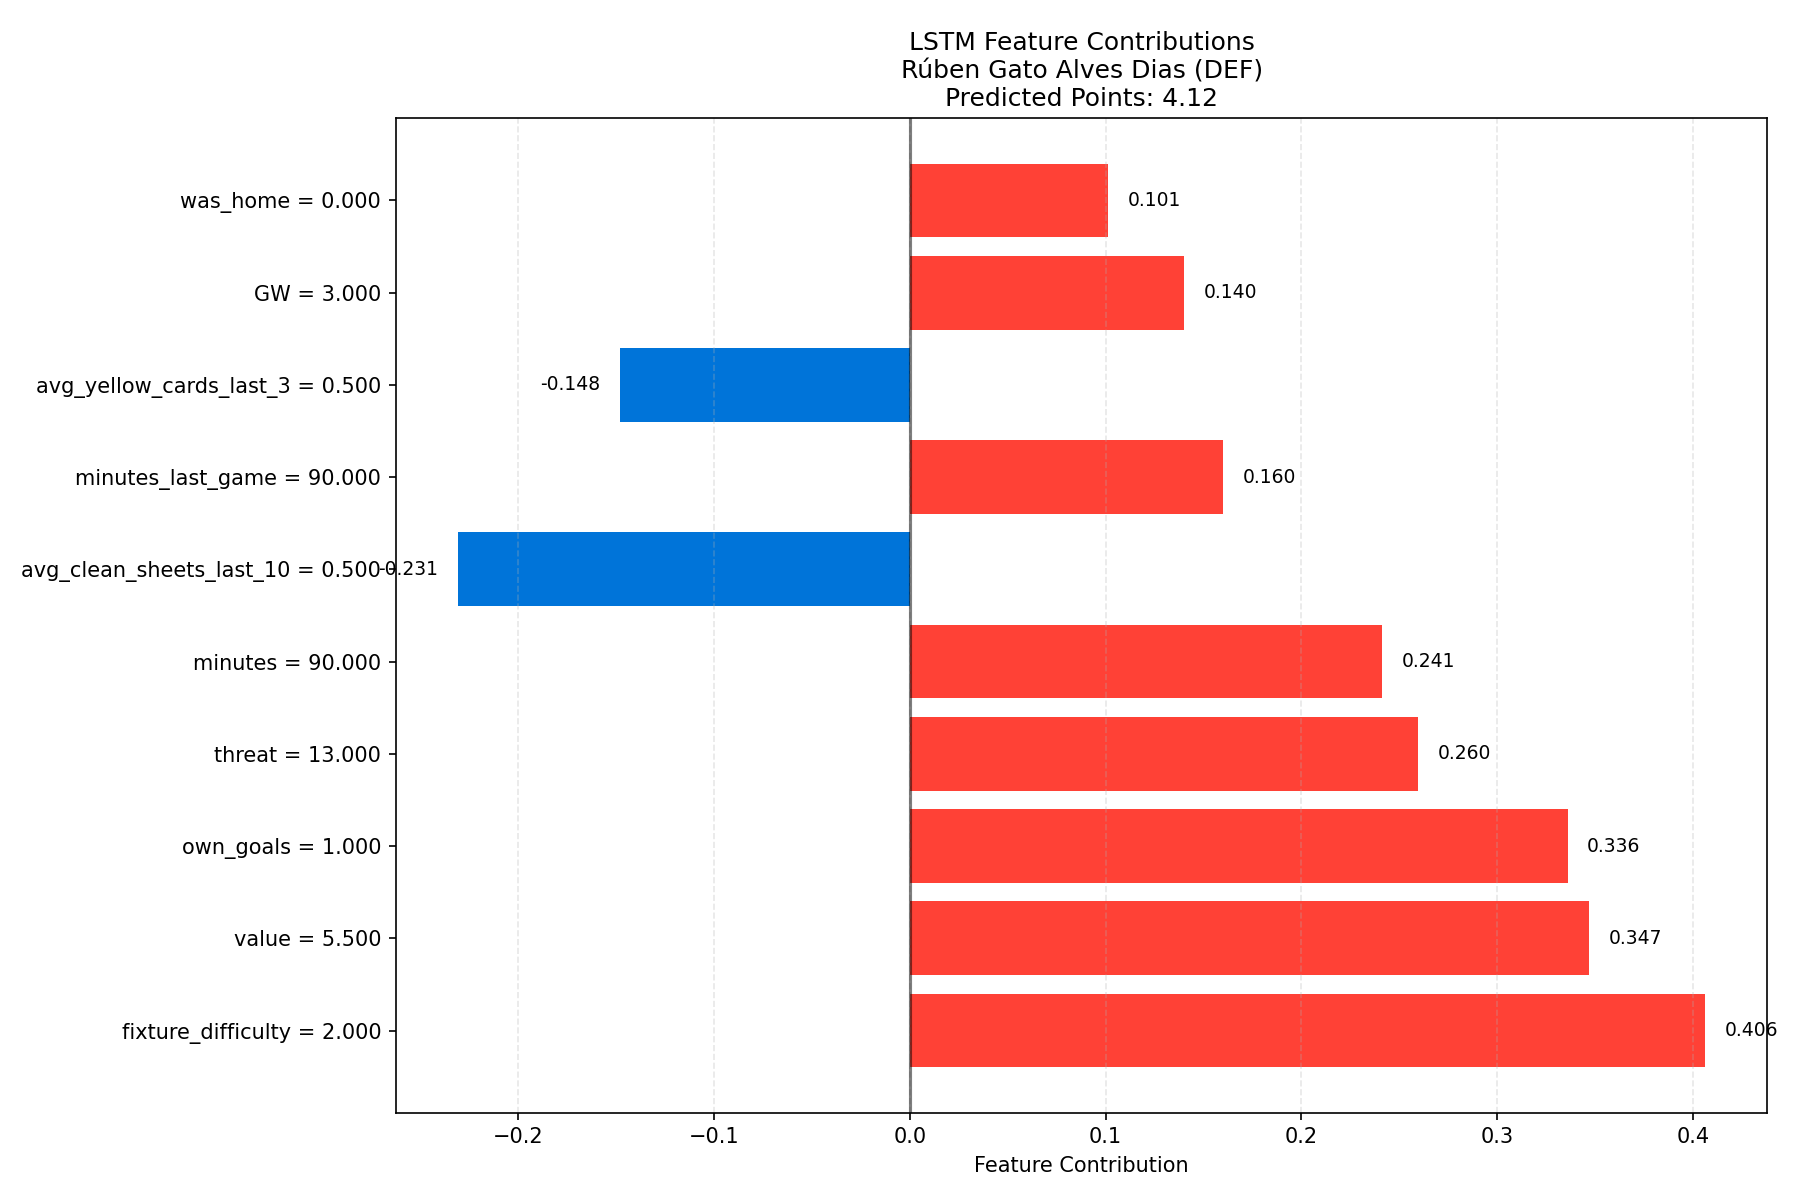 LSTM Feature Contributions
Rúben Gato Alves Dias (DEF)
Predicted Points: 4.12
was_home = 0.000
0.101
GW = 3.000
0.140
avg_yellow_cards_last_3 = 0.500
-0.148
minutes_last_game = 90.000
0.160
avg_clean_sheets_last_10 = 0.500
-0.231
minutes = 90.000
0.241
threat = 13.000
0.260
own_goals = 1.000
0.336
value = 5.500
0.347
fixture_difficulty = 2.000
0.406
−0.2 −0.1 0.0 0.1 0.2 0.3 0.4
Feature Contribution